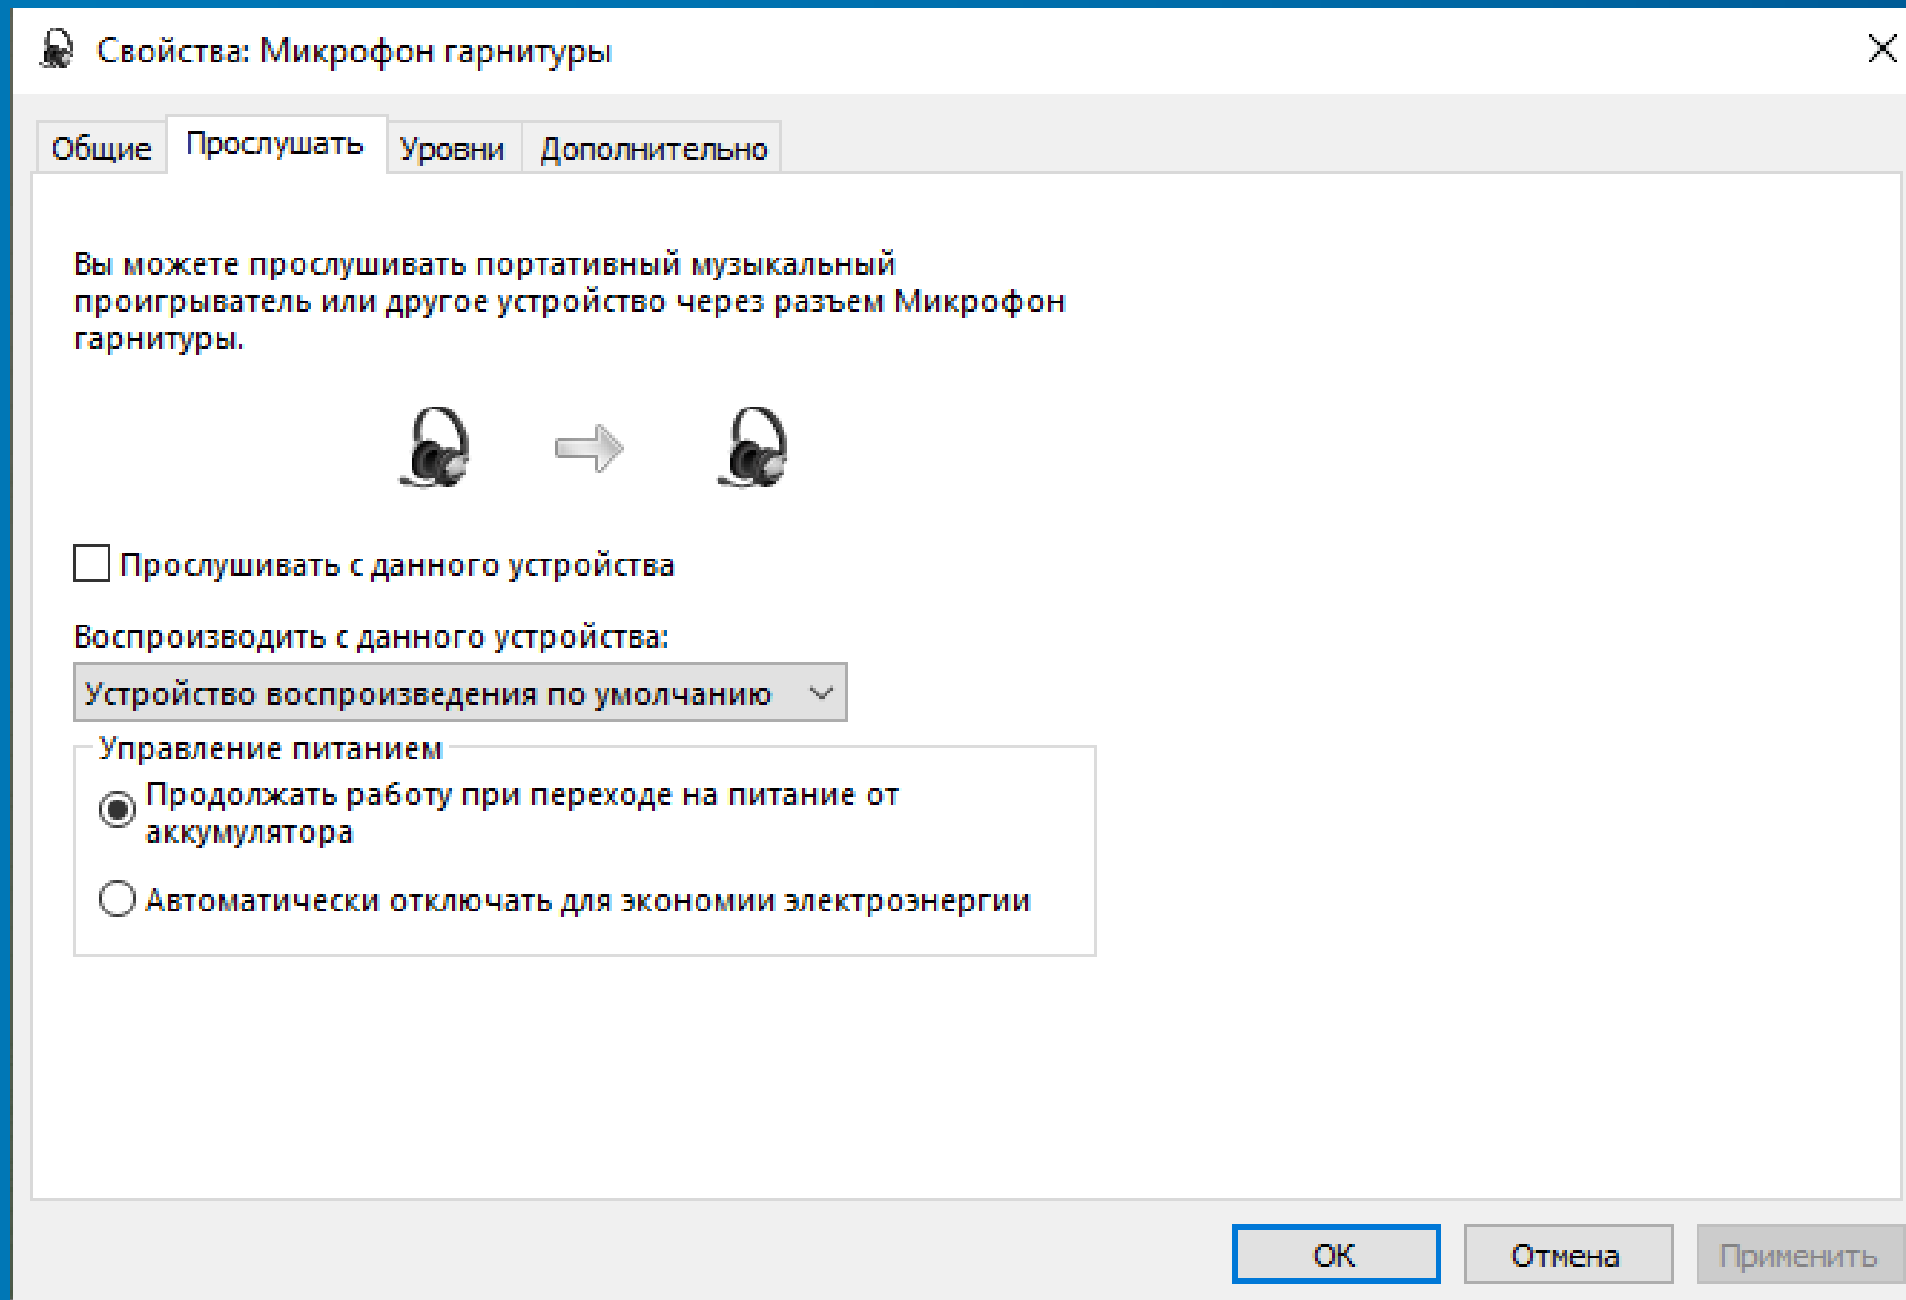 Свойства: Микрофон гарнитуры
Общие Прослушать Уровни Дополнительно
Вы можете прослушивать портативный музыкальный
проигрыватель или другое устройство через разъем Микрофон
гарнитуры.
Прослушивать с данного устройства
Воспроизводить с данного устройства:
Устройство воспроизведения по умолчанию
Управление питанием
Продолжать работу при переходе на питание от
аккумулятора
Автоматически отключать для экономии электроэнергии
ОК Отмена Применить